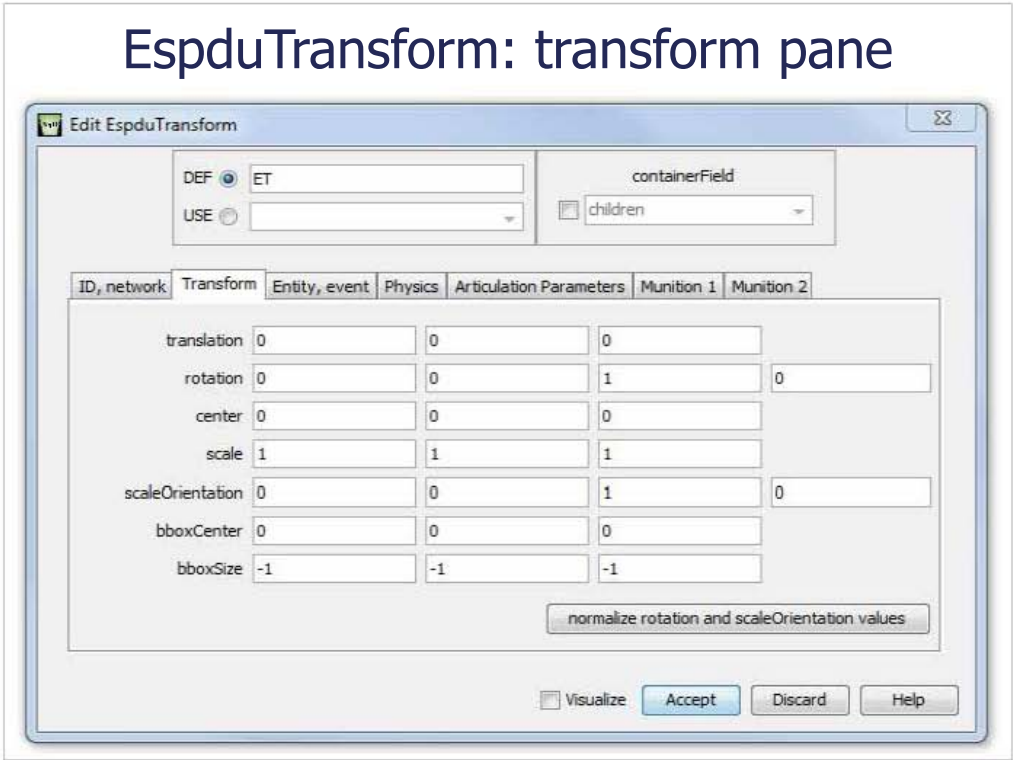 EspduTransform: transform pane
Edit EspduTransform
DEF ET
containerField
USE
children
ID, network Transform Entity, event Physics Articulation Parameters Munition 1 Munition 2
translation 0 0 0
rotation 0 0 1 0
center 0 0 0
scale 1 1 1
scaleOrientation 0 0 1 0
bboxCenter 0 0 0
bboxSize -1 -1 -1
normalize rotation and scaleOrientation values
Visualize Accept Discard Help